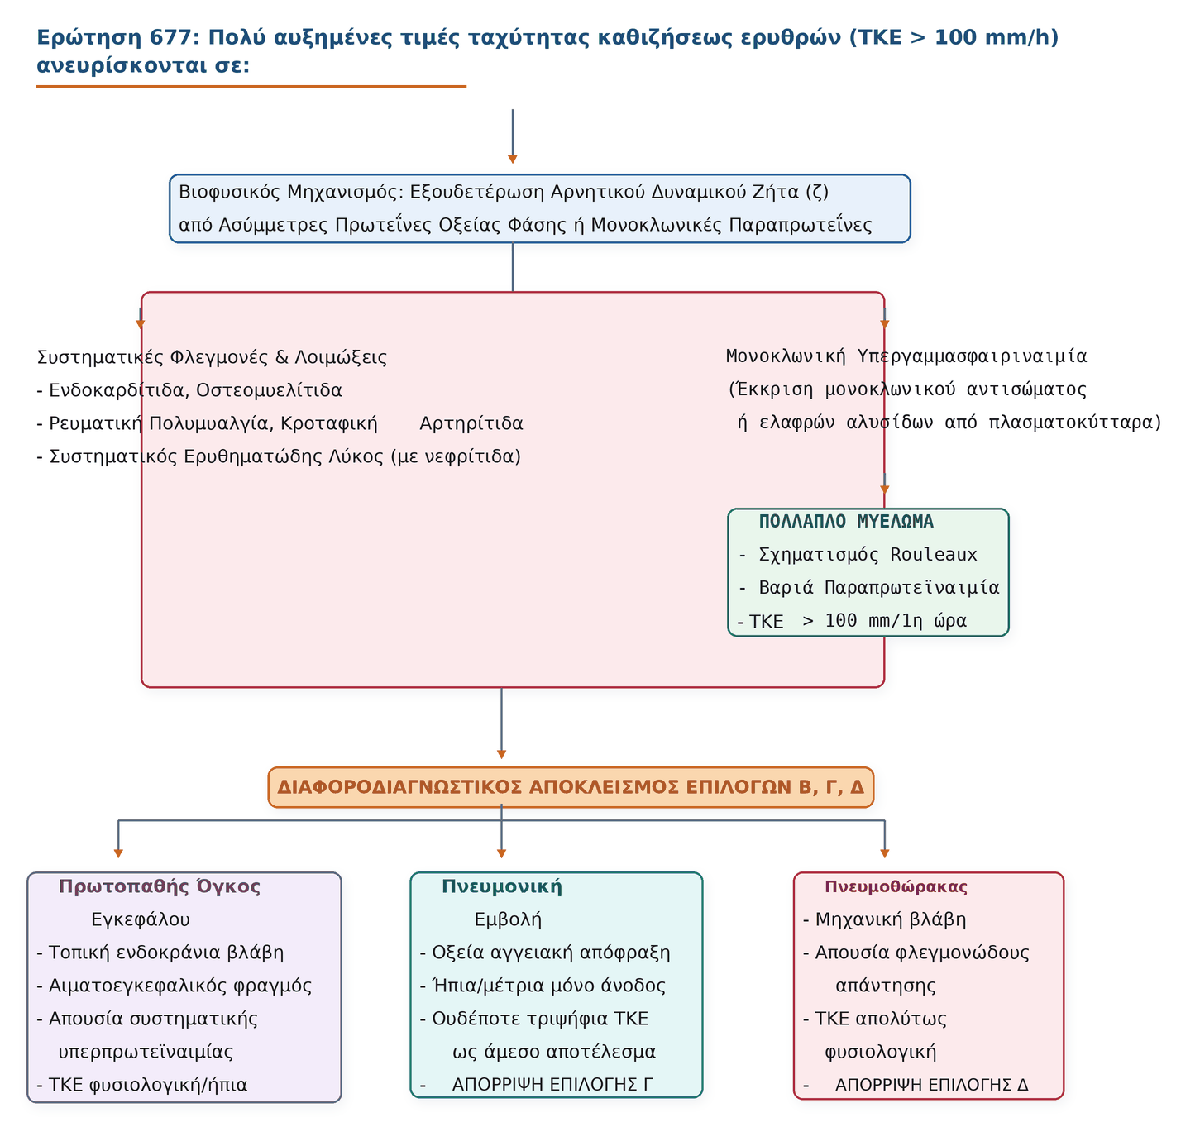 Ερώτηση 677: Πολύ αυξημένες τιμές ταχύτητας καθιζήσεως ερυθρών (ΤΚΕ > 100 mm/h)
ανευρίσκονται σε:
Βιοφυσικός Μηχανισμός: Εξουδετέρωση Αρνητικού Δυναμικού Ζήτα (ζ)
από Ασύμμετρες Πρωτεΐνες Οξείας Φάσης ή Μονοκλωνικές Παραπρωτεΐνες
Συστηματικές Φλεγμονές & Λοιμώξεις
- Ενδοκαρδίτιδα, Οστεομυελίτιδα
- Ρευματική Πολυμυαλγία, Κροταφική Αρτηρίτιδα
- Συστηματικός Ερυθηματώδης Λύκος (με νεφρίτιδα)
Μονοκλωνική Υπεργαμμασφαιριναιμία
(Έκκριση μονοκλωνικού αντισώματος
ή ελαφρών αλυσίδων από πλασματοκύτταρα)
ΠΟΛΛΑΠΛΟ ΜΥΕΛΩΜΑ
- Σχηματισμός Rouleaux
- Βαριά Παραπρωτεϊναιμία
- ΤΚΕ > 100 mm/1η ώρα
ΔΙΑΦΟΡΟΔΙΑΓΝΩΣΤΙΚΟΣ ΑΠΟΚΛΕΙΣΜΟΣ ΕΠΙΛΟΓΩΝ Β, Γ, Δ
Πρωτοπαθής Όγκος
Εγκεφάλου
- Τοπική ενδοκράνια βλάβη
- Αιματοεγκεφαλικός φραγμός
- Απουσία συστηματικής
υπερπρωτεϊναιμίας
- ΤΚΕ φυσιολογική/ήπια
Πνευμονική
Εμβολή
- Οξεία αγγειακή απόφραξη
- Ήπια/μέτρια μόνο άνοδος
- Ουδέποτε τριψήφια ΤΚΕ
ως άμεσο αποτέλεσμα
- ΑΠΟΡΡΙΨΗ ΕΠΙΛΟΓΗΣ Γ
Πνευμοθώρακας
- Μηχανική βλάβη
- Απουσία φλεγμονώδους
απάντησης
- ΤΚΕ απολύτως
φυσιολογική
- ΑΠΟΡΡΙΨΗ ΕΠΙΛΟΓΗΣ Δ